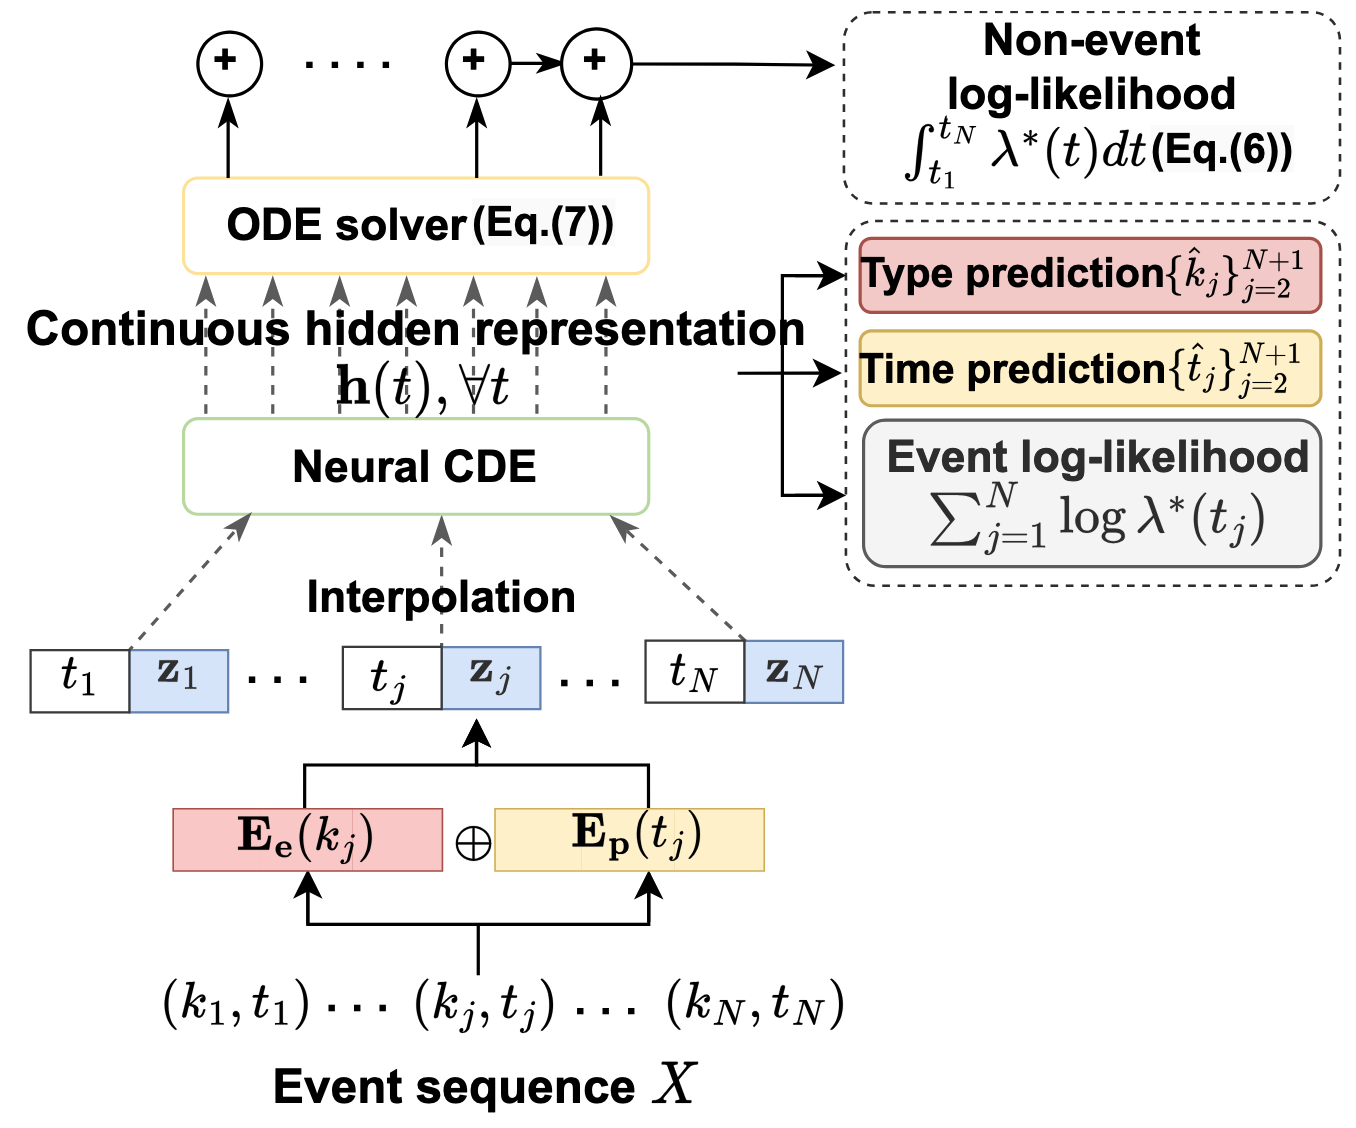 + · · · · + +
Non-event
log-likelihood
$\int_{t_1}^{t_N} \lambda^*(t)dt$ (Eq.(6))
ODE solver (Eq.(7))
Type prediction $\{\hat{k}_j\}_{j=2}^{N+1}$
Continuous hidden representation
$\mathbf{h}(t), \forall t$
Time prediction $\{\hat{t}_j\}_{j=2}^{N+1}$
Neural CDE
Event log-likelihood
$\sum_{j=1}^{N} \log \lambda^*(t_j)$
Interpolation
$t_1$ $\mathbf{z}_1$ · · · $t_j$ $\mathbf{z}_j$ · · · $t_N$ $\mathbf{z}_N$
$\mathbf{E_e}(k_j)$ ⊕ $\mathbf{E_p}(t_j)$
$(k_1, t_1)$ · · · $(k_j, t_j)$ · · · $(k_N, t_N)$
Event sequence $X$